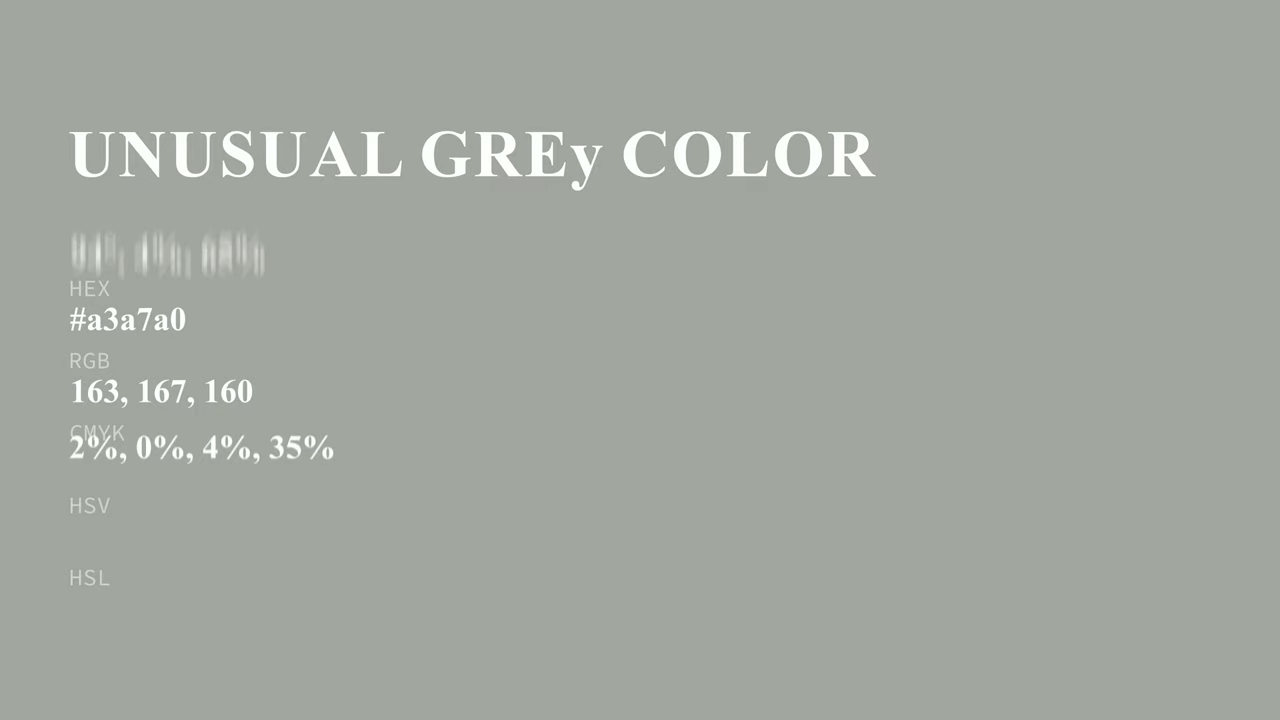 UNUSUAL GREy COLOR
HEX
#a3a7a0
RGB
163, 167, 160
CMYK
2%, 0%, 4%, 35%
HSV
HSL